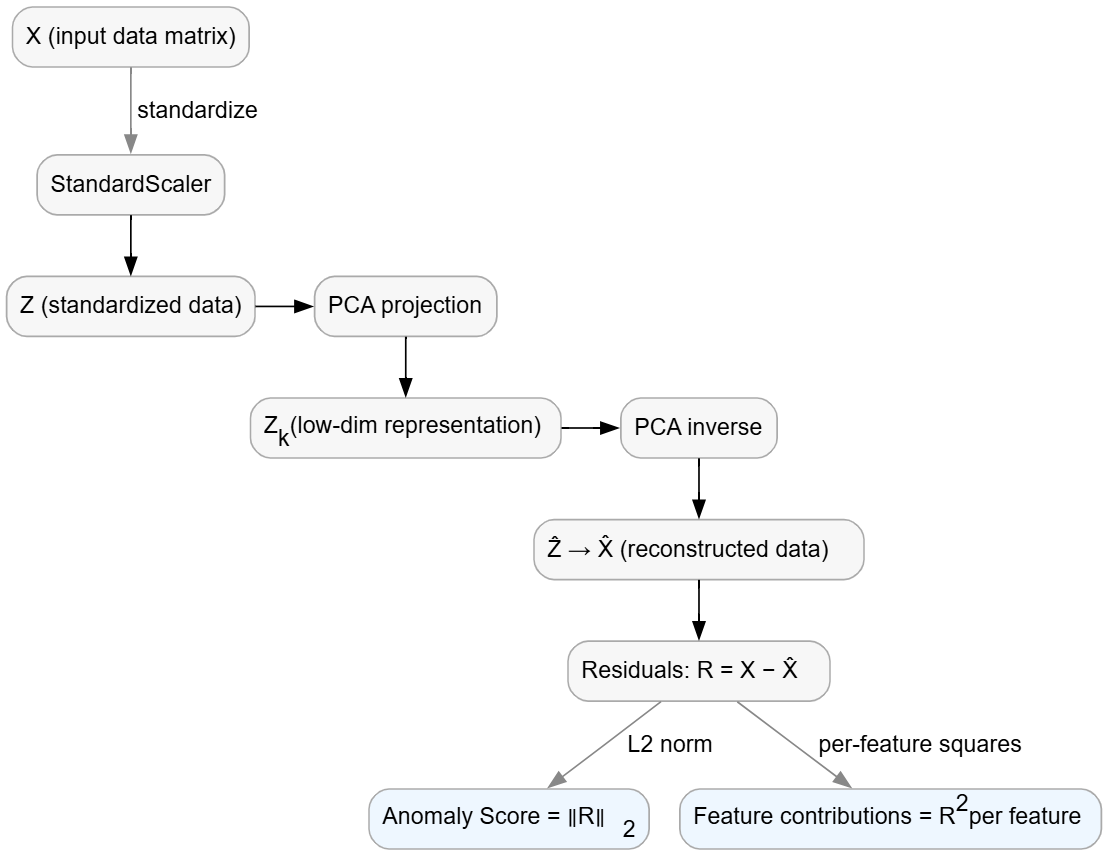 X (input data matrix)
standardize
StandardScaler
Z (standardized data)
PCA projection
Zₖ(low-dim representation)
PCA inverse
Ẑ → X̂ (reconstructed data)
Residuals: R = X − X̂
L2 norm
per-feature squares
Anomaly Score = ‖R‖ ₂
Feature contributions = R²per feature